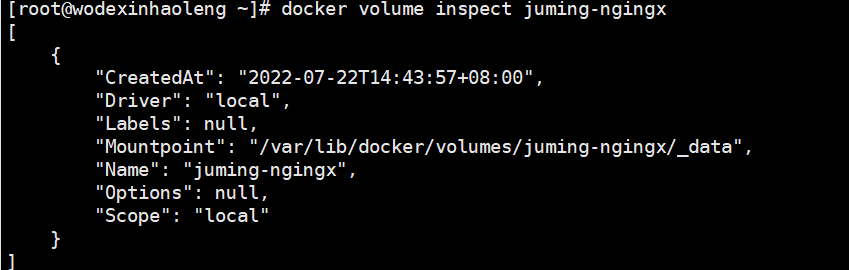 [root@wodexinhaoleng ~]# docker volume inspect juming-ngingx
[
    {
        "CreatedAt": "2022-07-22T14:43:57+08:00",
        "Driver": "local",
        "Labels": null,
        "Mountpoint": "/var/lib/docker/volumes/juming-ngingx/_data",
        "Name": "juming-ngingx",
        "Options": null,
        "Scope": "local"
    }
]